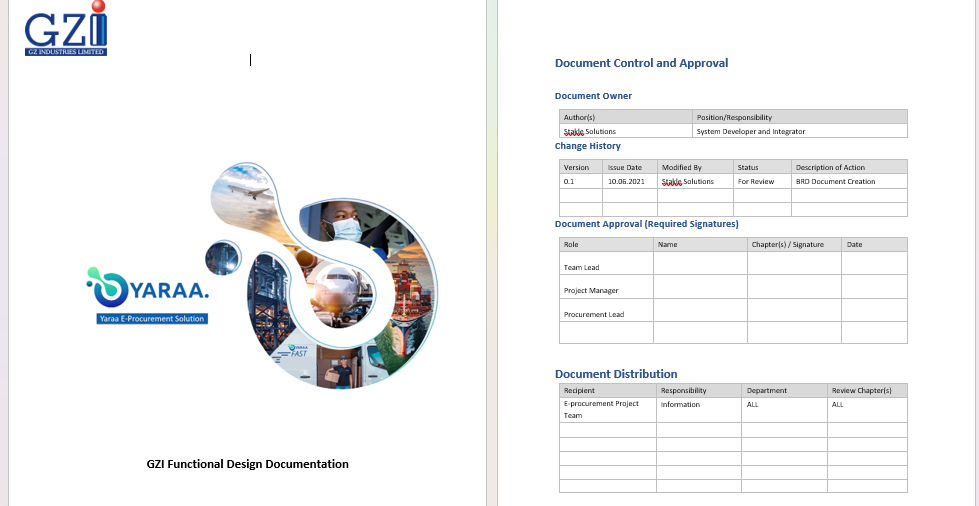 GZi
GZ INDUSTRIES LIMITED
YARAA.
Yaraa E-Procurement Solution
YARAA
FAST
GZI Functional Design Documentation
Document Control and Approval
Document Owner
Author(s) Position/Responsibility
Stakle Solutions System Developer and Integrator
Change History
Version Issue Date Modified By Status Description of Action
0.1 10.06.2021 Stakle Solutions For Review BRD Document Creation
Document Approval (Required Signatures)
Role Name Chapter(s) / Signature Date
Team Lead
Project Manager
Procurement Lead
Document Distribution
Recipient Responsibility Department Review Chapter(s)
E-procurement Project Information ALL ALL
Team